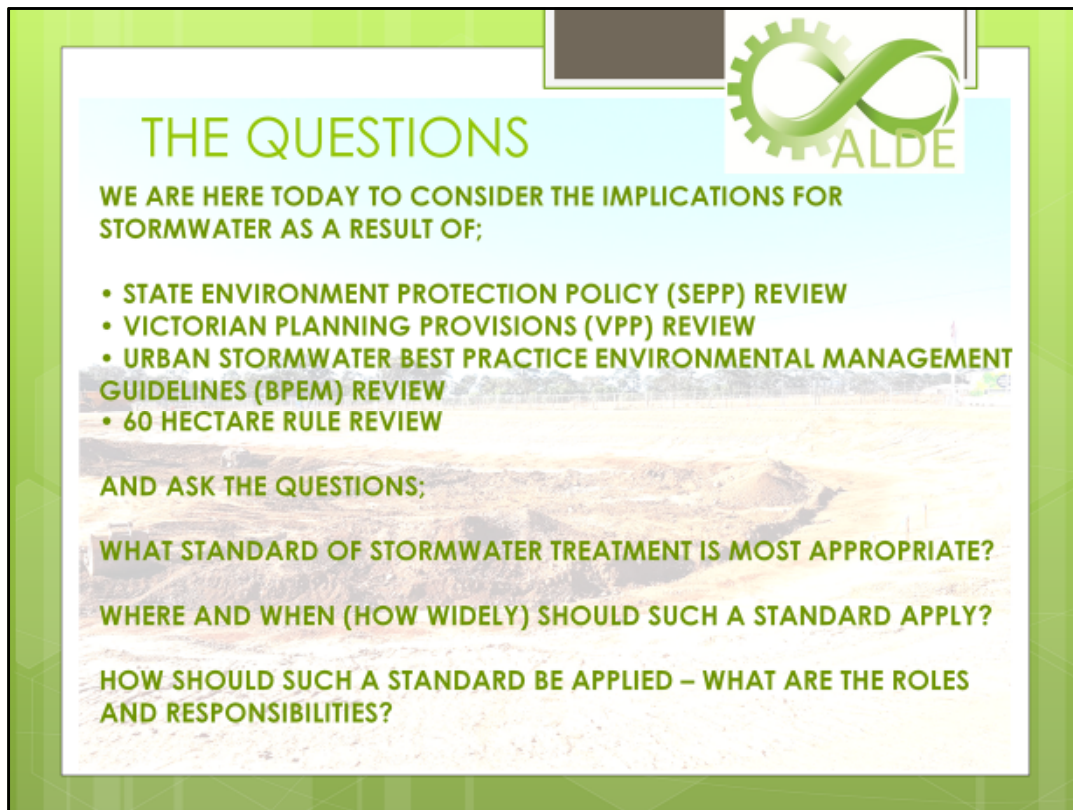 ALDE
THE QUESTIONS
WE ARE HERE TODAY TO CONSIDER THE IMPLICATIONS FOR
STORMWATER AS A RESULT OF;
• STATE ENVIRONMENT PROTECTION POLICY (SEPP) REVIEW
• VICTORIAN PLANNING PROVISIONS (VPP) REVIEW
• URBAN STORMWATER BEST PRACTICE ENVIRONMENTAL MANAGEMENT
GUIDELINES (BPEM) REVIEW
• 60 HECTARE RULE REVIEW
AND ASK THE QUESTIONS;
WHAT STANDARD OF STORMWATER TREATMENT IS MOST APPROPRIATE?
WHERE AND WHEN (HOW WIDELY) SHOULD SUCH A STANDARD APPLY?
HOW SHOULD SUCH A STANDARD BE APPLIED – WHAT ARE THE ROLES
AND RESPONSIBILITIES?